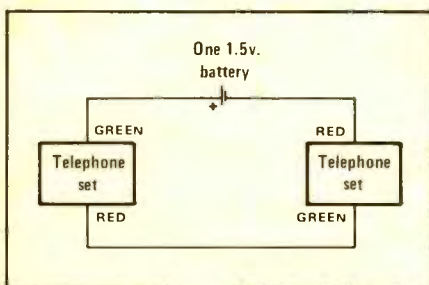 One 1.5v.
battery
+
GREEN
RED
Telephone
set
Telephone
set
RED
GREEN